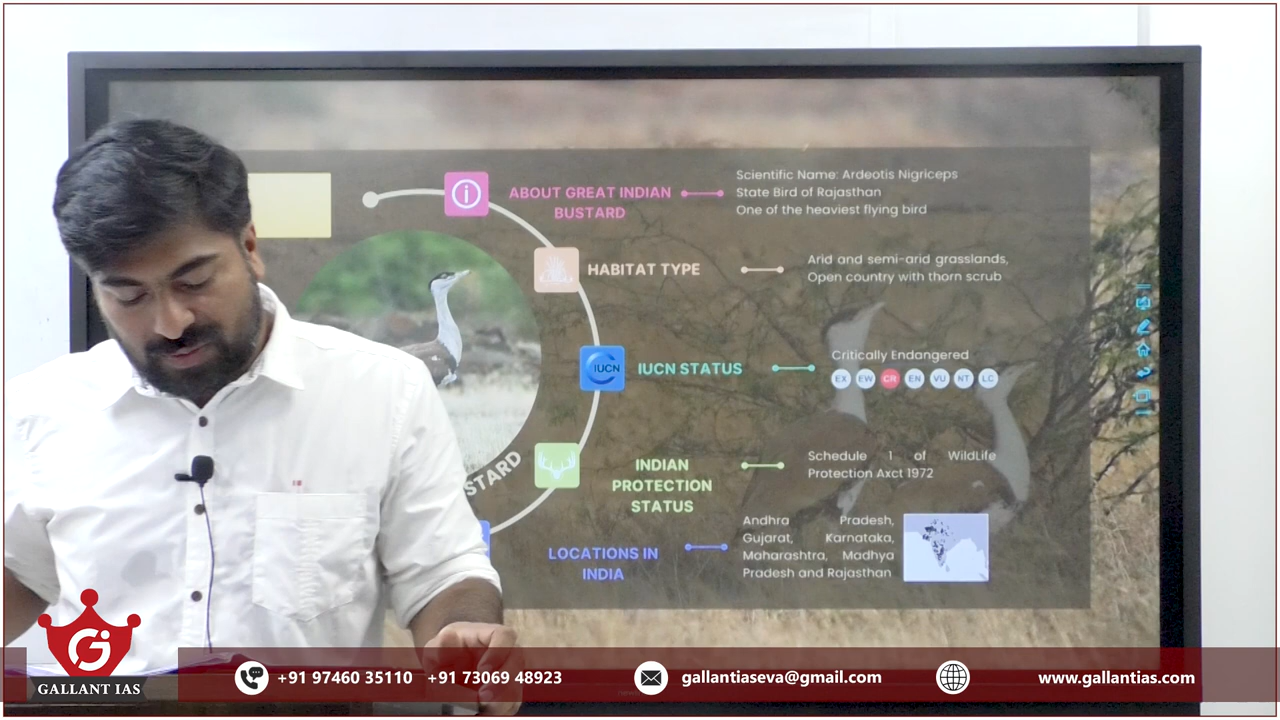 ABOUT GREAT INDIAN
BUSTARD
Scientific Name: Ardeotis Nigriceps
State Bird of Rajasthan
One of the heaviest flying bird
HABITAT TYPE
Arid and semi-arid grasslands,
Open country with thorn scrub
IUCN
IUCN STATUS
Critically Endangered
EX EW CR EN VU NT LC
STARD
INDIAN
PROTECTION
STATUS
Schedule 1 of WildLife
Protection Axct 1972
LOCATIONS IN
INDIA
Andhra Pradesh,
Gujarat, Karnataka,
Maharashtra, Madhya
Pradesh and Rajasthan
Gi
GALLANT IAS
+91 97460 35110 +91 73069 48923
gallantiaseva@gmail.com
www.gallantias.com